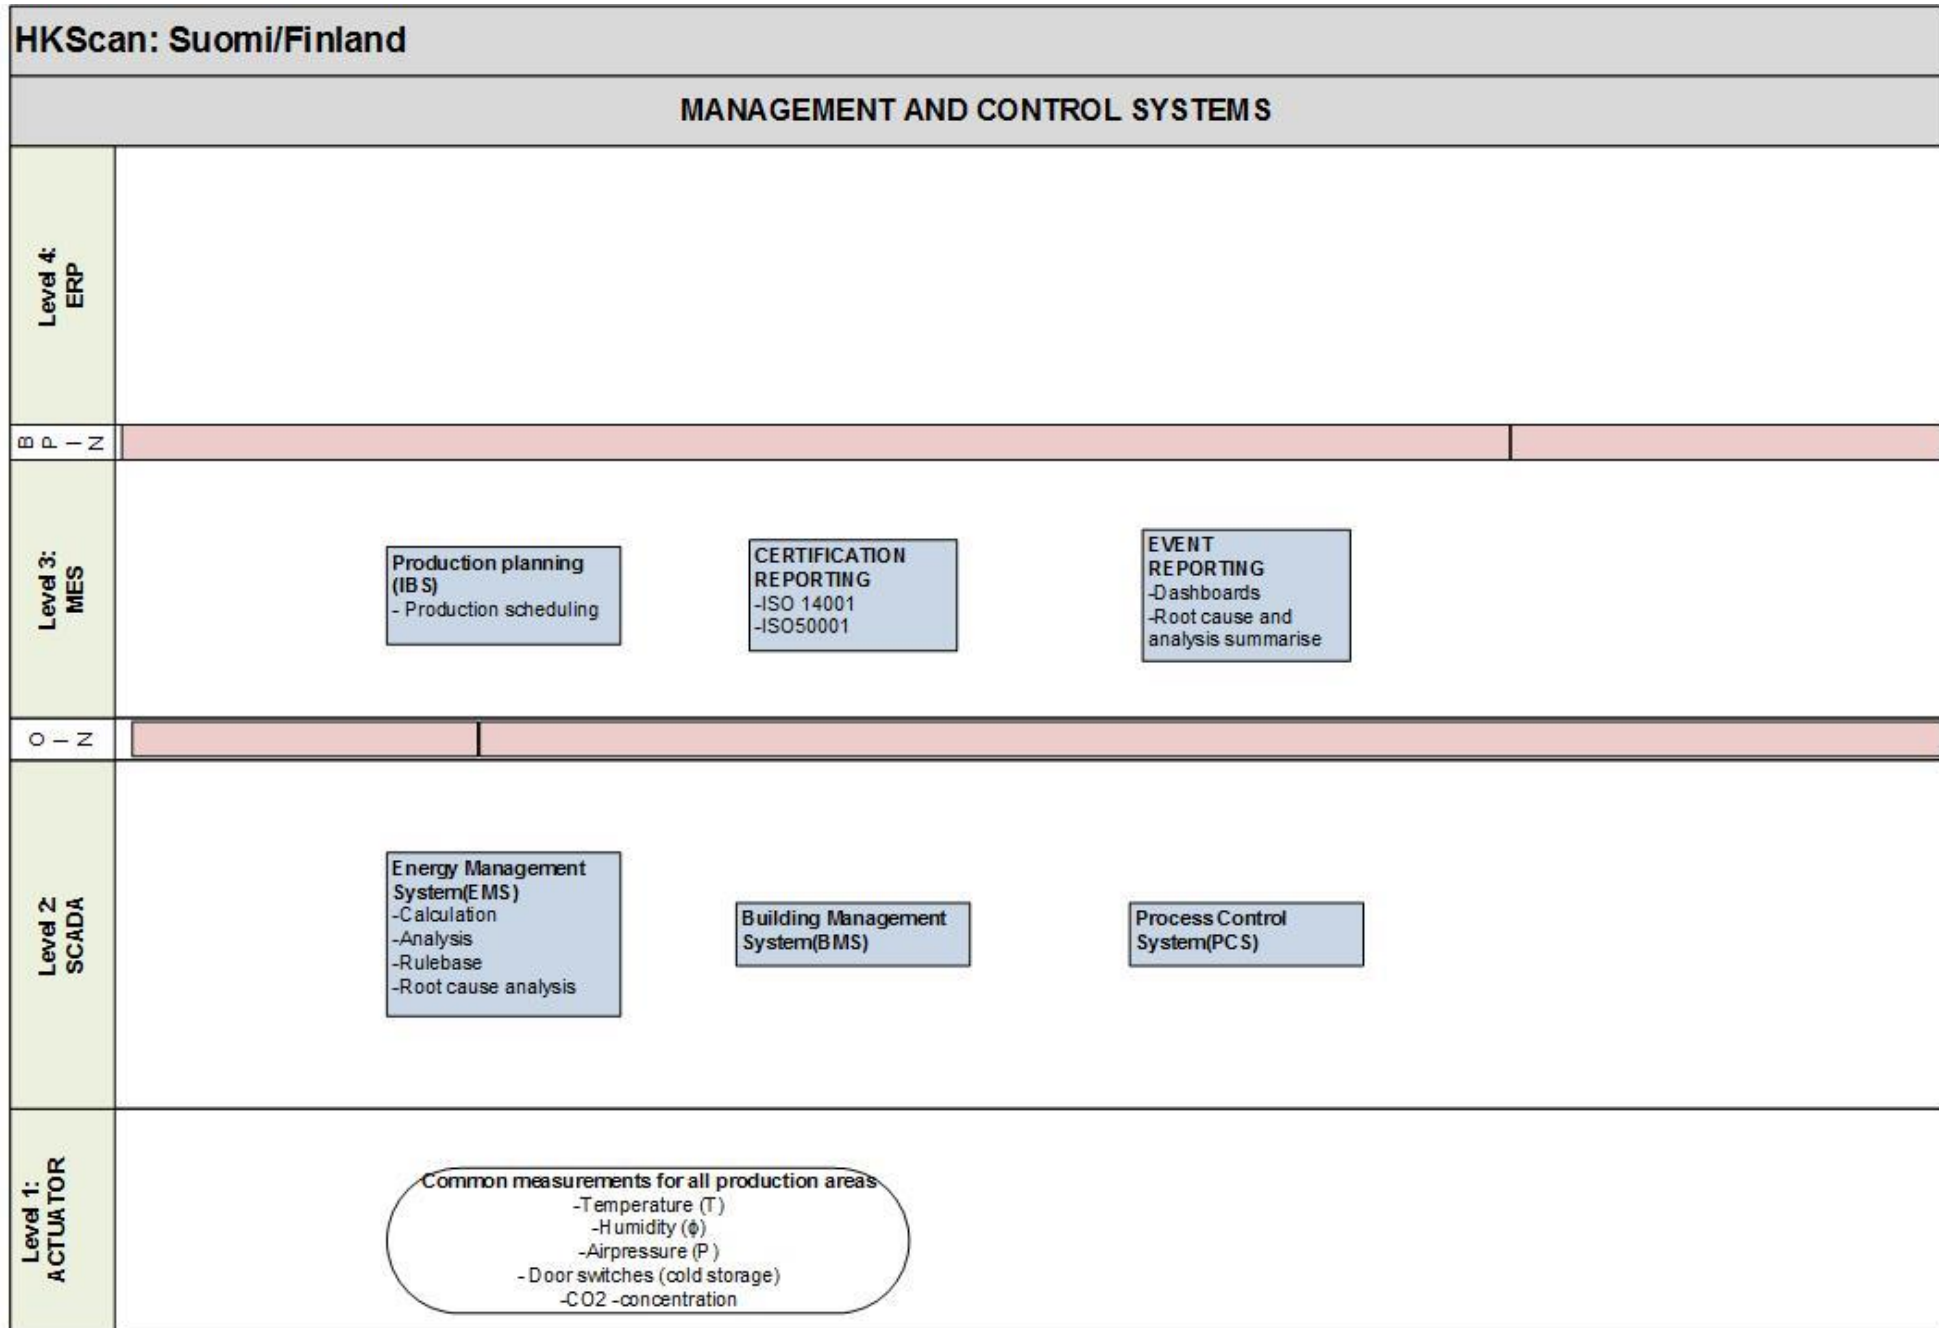 HKScan: Suomi/Finland
MANAGEMENT AND CONTROL SYSTEMS
Level 4:
ERP
B P I N
Level 3:
MES
Production planning
(IBS)
- Production scheduling
CERTIFICATION
REPORTING
-ISO 14001
-ISO50001
EVENT
REPORTING
-Dashboards
-Root cause and
analysis summarise
O I N
Level 2:
SCADA
Energy Management
System(EMS)
-Calculation
-Analysis
-Rulebase
-Root cause analysis
Building Management
System(BMS)
Process Control
System(PCS)
Level 1:
ACTUATOR
Common measurements for all production areas
-Temperature (T)
-Humidity (ϕ)
-Airpressure (P)
- Door switches (cold storage)
-CO2 -concentration